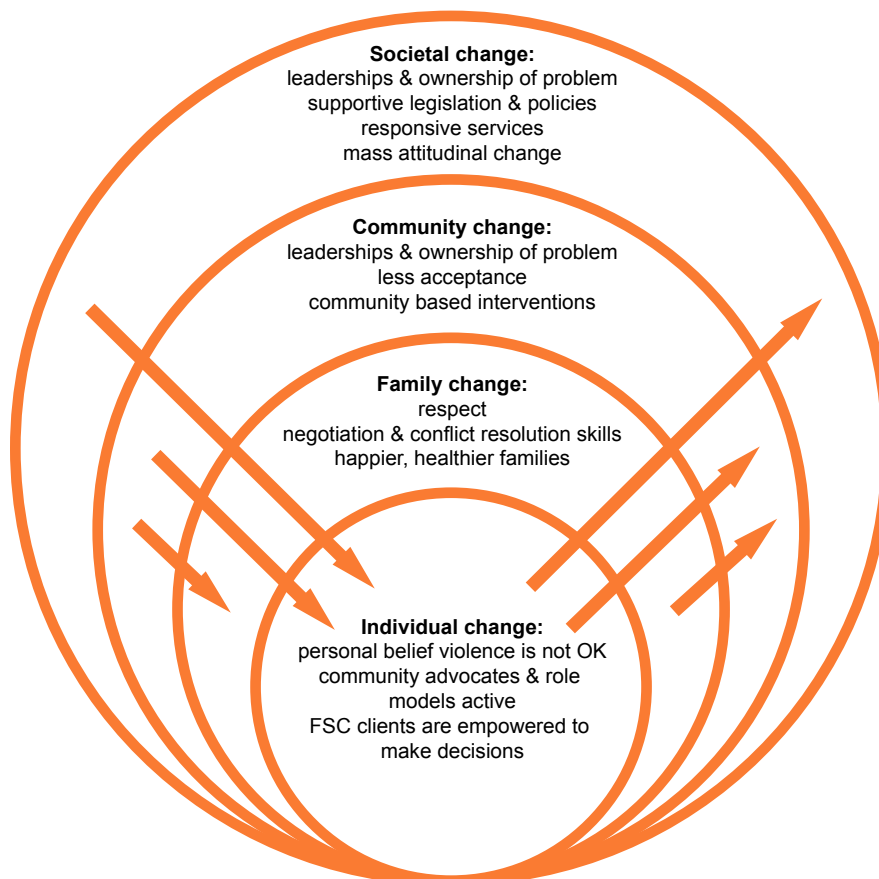 Societal change:
leaderships & ownership of problem
supportive legislation & policies
responsive services
mass attitudinal change
Community change:
leaderships & ownership of problem
less acceptance
community based interventions
Family change:
respect
negotiation & conflict resolution skills
happier, healthier families
Individual change:
personal belief violence is not OK
community advocates & role
models active
FSC clients are empowered to
make decisions